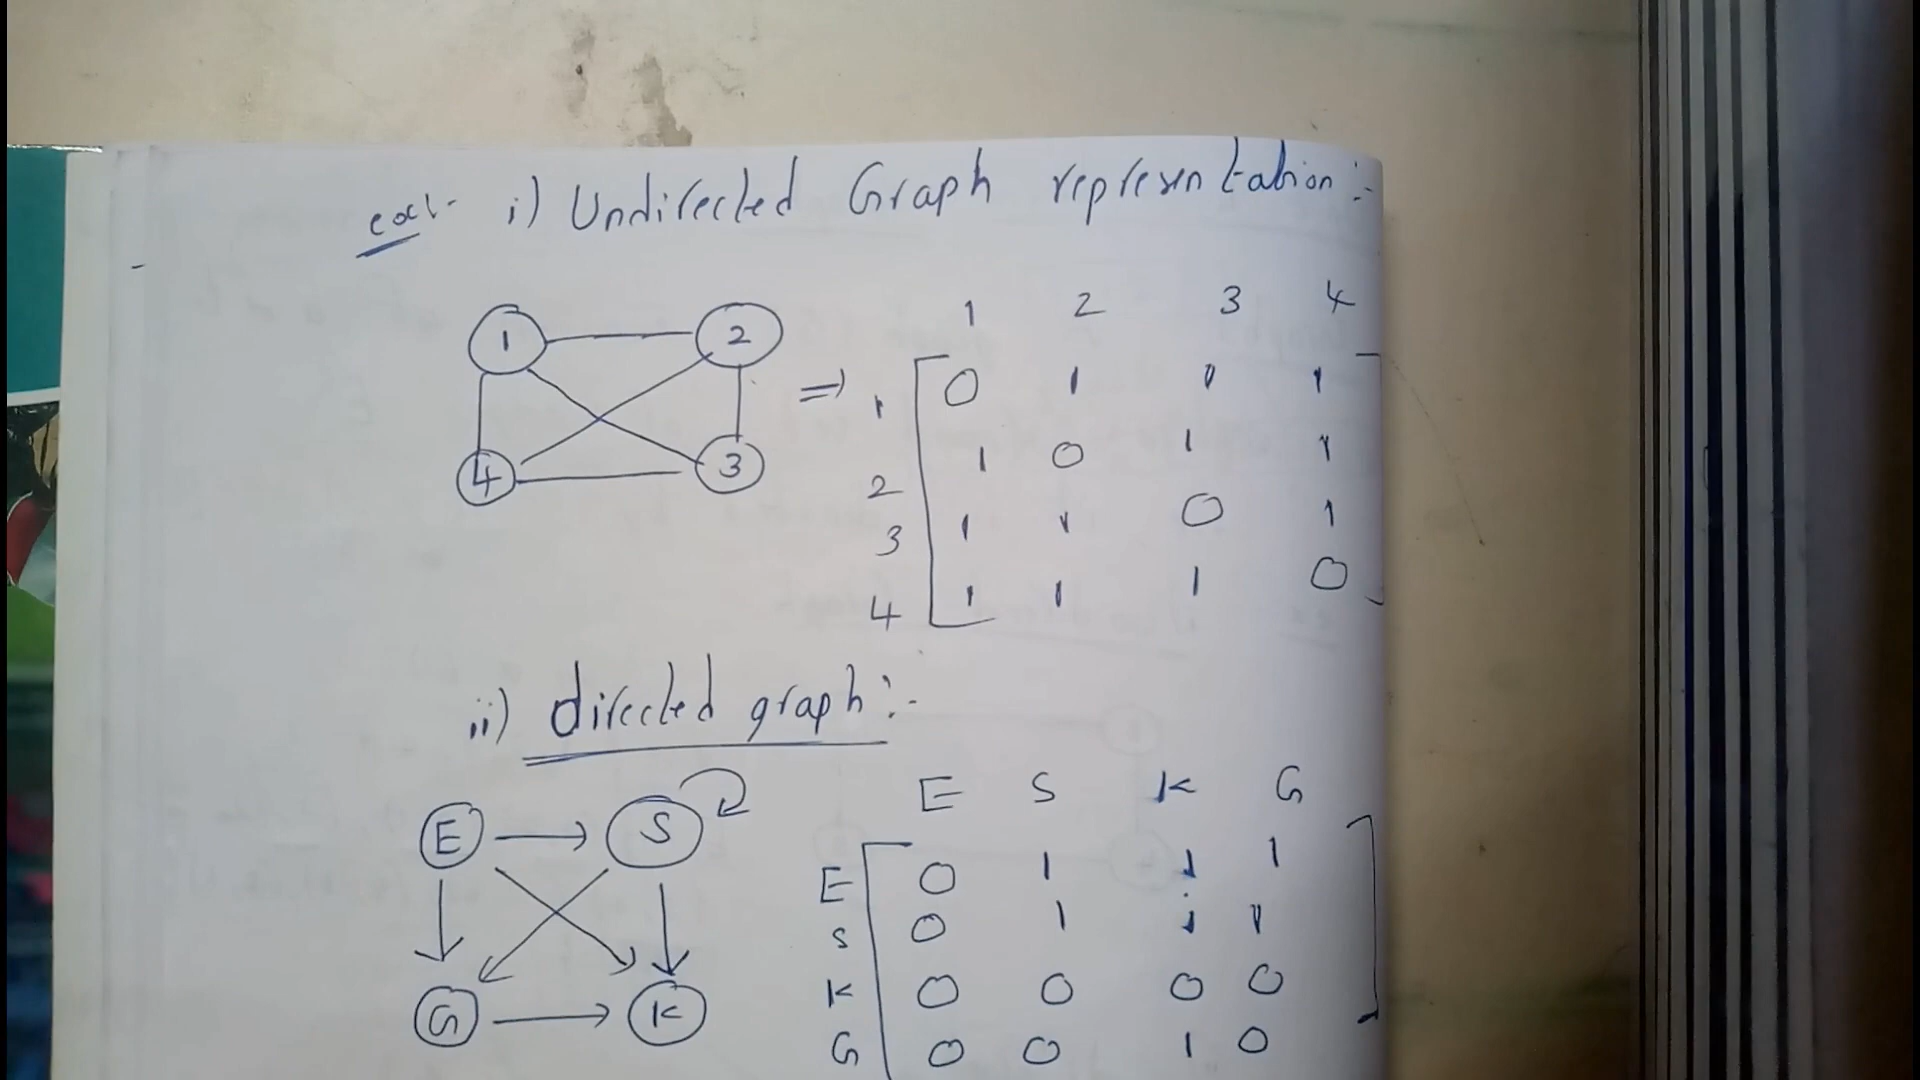 ex:- i) Undirected Graph representation :-
1 2 3 4
1 2 ⇒ 1 0 1 1 1
2 1 0 1 1
4 3 3 1 1 0 1
4 1 1 1 0
ii) directed graph :-
E S K G
E S E 0 1 1 1
S 0 1 1 1
K 0 0 0 0
G K G 0 0 1 0